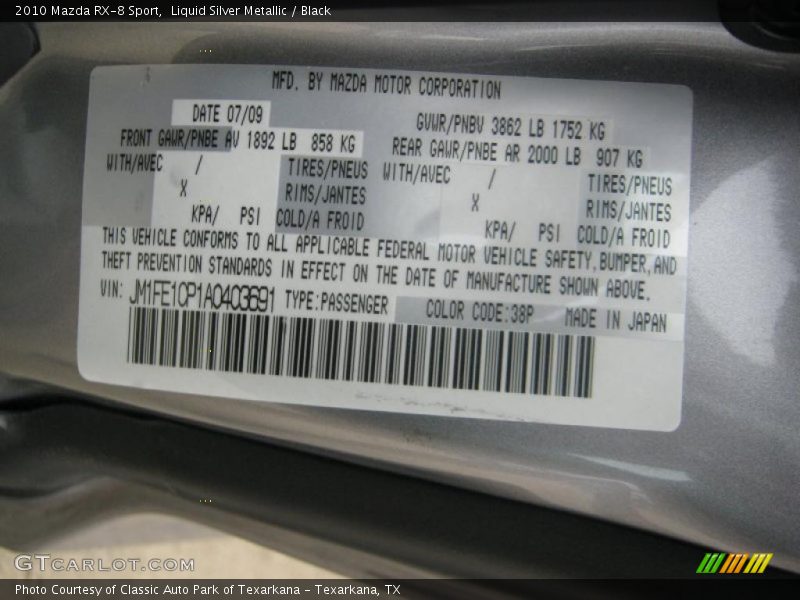 2010 Mazda RX-8 Sport,  Liquid Silver Metallic / Black
MFD. BY MAZDA MOTOR CORPORATION
DATE 07/09
GVWR/PNBV 3862 LB 1752 KG
FRONT GAWR/PNBE AV 1892 LB 858 KG
REAR GAWR/PNBE AR 2000 LB 907 KG
WITH/AVEC / TIRES/PNEUS
WITH/AVEC / TIRES/PNEUS
X RIMS/JANTES
X RIMS/JANTES
KPA/ PSI COLD/A FROID
KPA/ PSI COLD/A FROID
THIS VEHICLE CONFORMS TO ALL APPLICABLE FEDERAL MOTOR VEHICLE SAFETY,BUMPER,AND
THEFT PREVENTION STANDARDS IN EFFECT ON THE DATE OF MANUFACTURE SHOWN ABOVE.
VIN: JM1FE1CP1A0403691 TYPE:PASSENGER COLOR CODE:38P MADE IN JAPAN
GTCARLOT.COM
Photo Courtesy of Classic Auto Park of Texarkana - Texarkana, TX